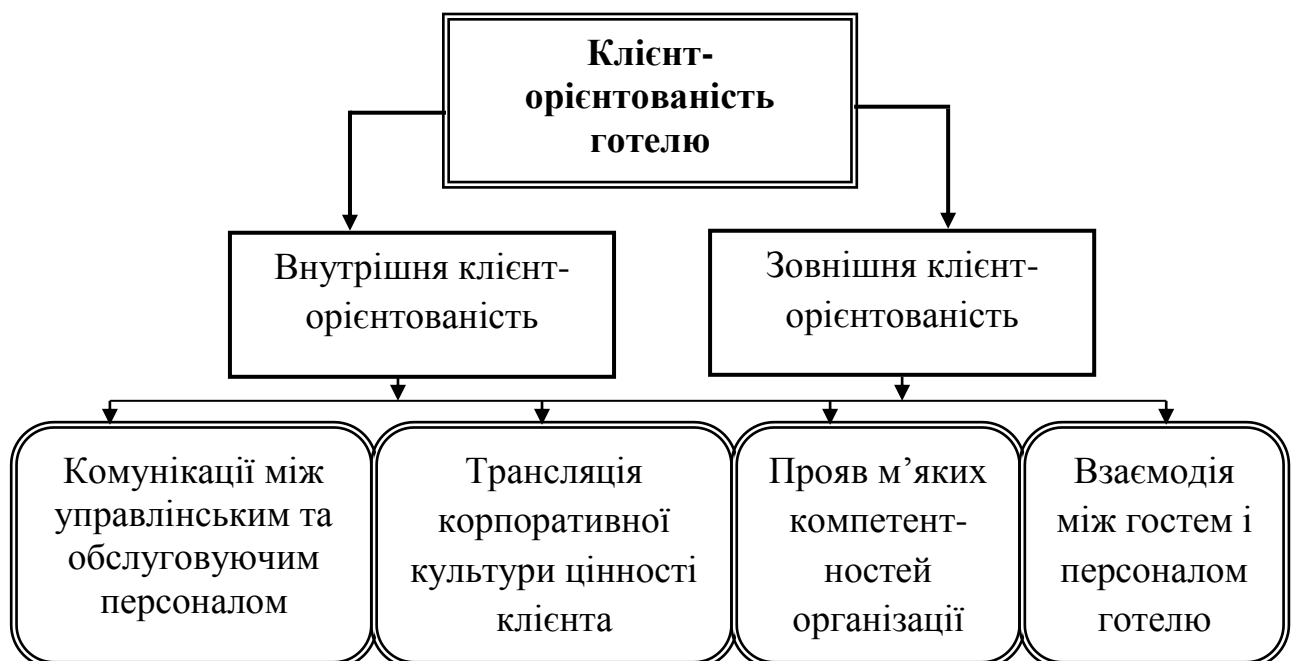 Клієнт-
орієнтованість
готелю
Внутрішня клієнт-
орієнтованість
Зовнішня клієнт-
орієнтованість
Комунікації між
управлінським та
обслуговуючим
персоналом
Трансляція
корпоративної
культури цінності
клієнта
Прояв м’яких
компетент-
ностей
організації
Взаємодія
між гостем і
персоналом
готелю